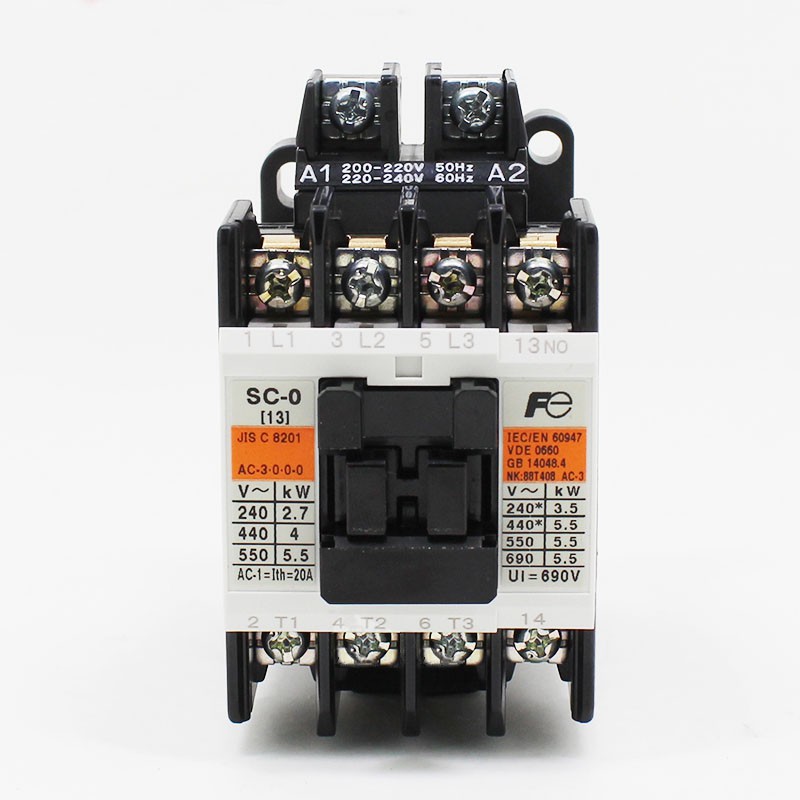 A1 200-220V 50Hz A2
220-240V 60Hz
1 L1 3 L2 5 L3 13NO
SC-0
[13]
JIS C 8201
AC-3·0·0·0
V~ kW
240 2.7
440 4
550 5.5
AC-1=Ith=20A
Fe
IEC/EN 60947
VDE 0660
GB 14048.4
NK:88T408 AC-3
V~ kW
240* 3.5
440* 5.5
550 5.5
690 5.5
UI=690V
2 T1 4 T2 6 T3 14